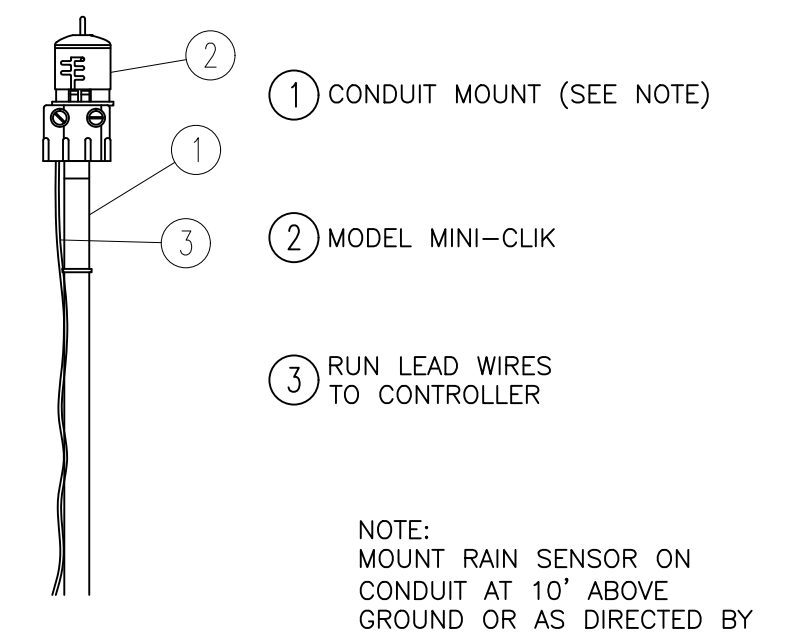 2
1
3
1 CONDUIT MOUNT (SEE NOTE)
2 MODEL MINI-CLIK
3 RUN LEAD WIRES
TO CONTROLLER
NOTE:
MOUNT RAIN SENSOR ON
CONDUIT AT 10' ABOVE
GROUND OR AS DIRECTED BY